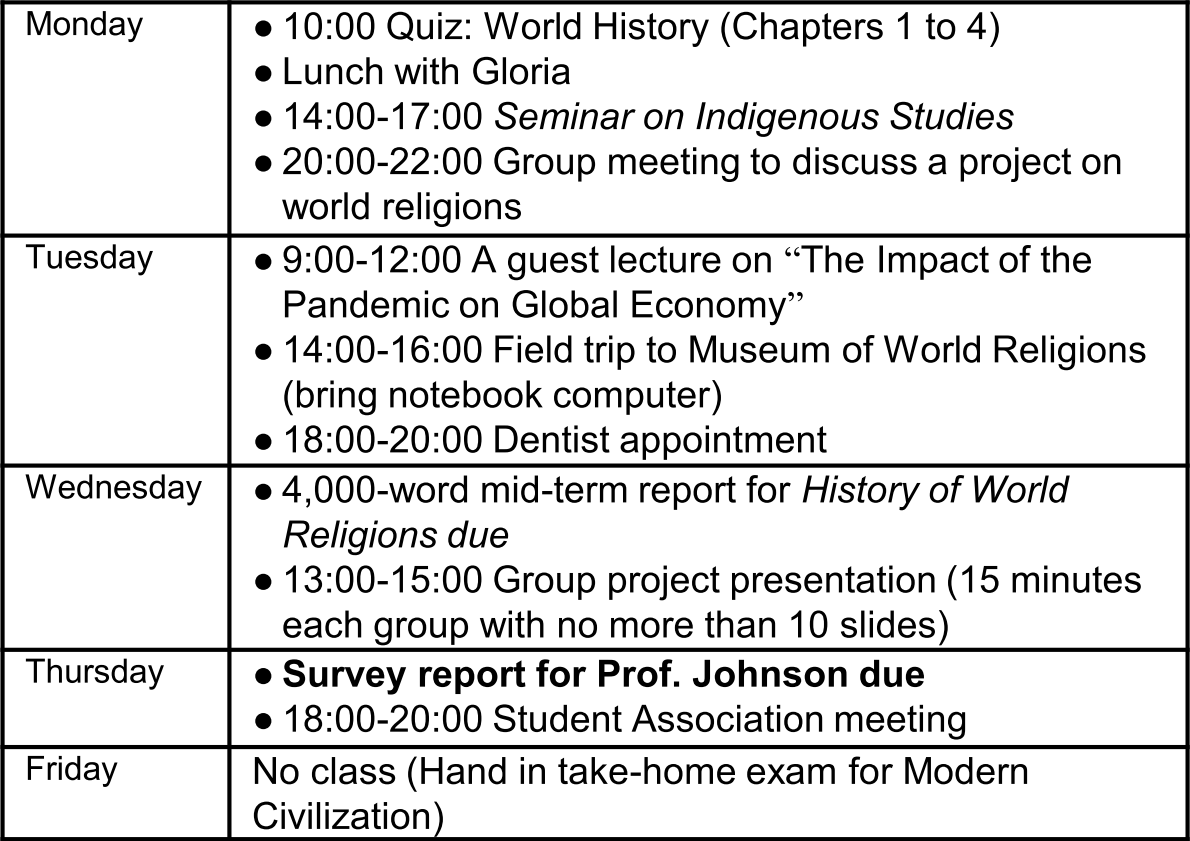 Monday
● 10:00 Quiz: World History (Chapters 1 to 4)
● Lunch with Gloria
● 14:00-17:00 Seminar on Indigenous Studies
● 20:00-22:00 Group meeting to discuss a project on
world religions
Tuesday
● 9:00-12:00 A guest lecture on “The Impact of the
Pandemic on Global Economy”
● 14:00-16:00 Field trip to Museum of World Religions
(bring notebook computer)
● 18:00-20:00 Dentist appointment
Wednesday
● 4,000-word mid-term report for History of World
Religions due
● 13:00-15:00 Group project presentation (15 minutes
each group with no more than 10 slides)
Thursday
● Survey report for Prof. Johnson due
● 18:00-20:00 Student Association meeting
Friday
No class (Hand in take-home exam for Modern
Civilization)